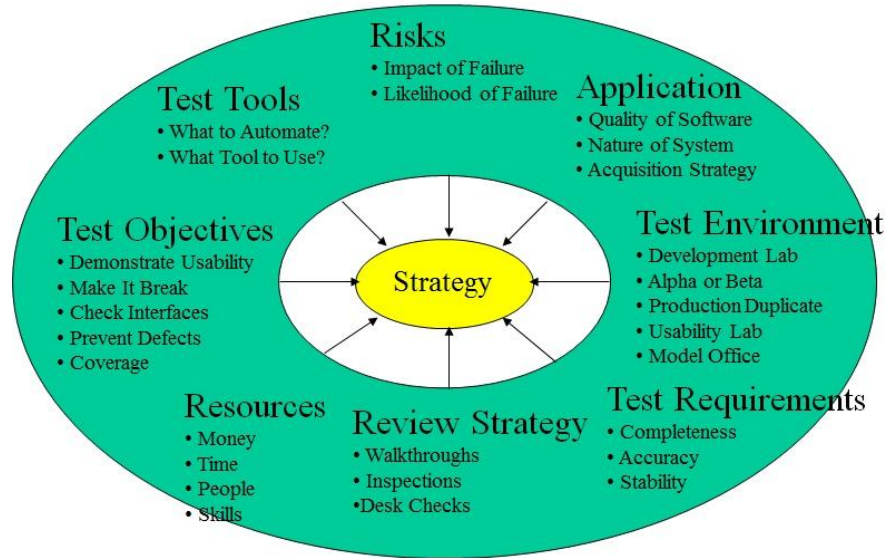 Risks
• Impact of Failure
• Likelihood of Failure
Test Tools
• What to Automate?
• What Tool to Use?
Application
• Quality of Software
• Nature of System
• Acquisition Strategy
Test Objectives
• Demonstrate Usability
• Make It Break
• Check Interfaces
• Prevent Defects
• Coverage
Strategy
Test Environment
• Development Lab
• Alpha or Beta
• Production Duplicate
• Usability Lab
• Model Office
Resources
• Money
• Time
• People
• Skills
Review Strategy
• Walkthroughs
• Inspections
•Desk Checks
Test Requirements
• Completeness
• Accuracy
• Stability